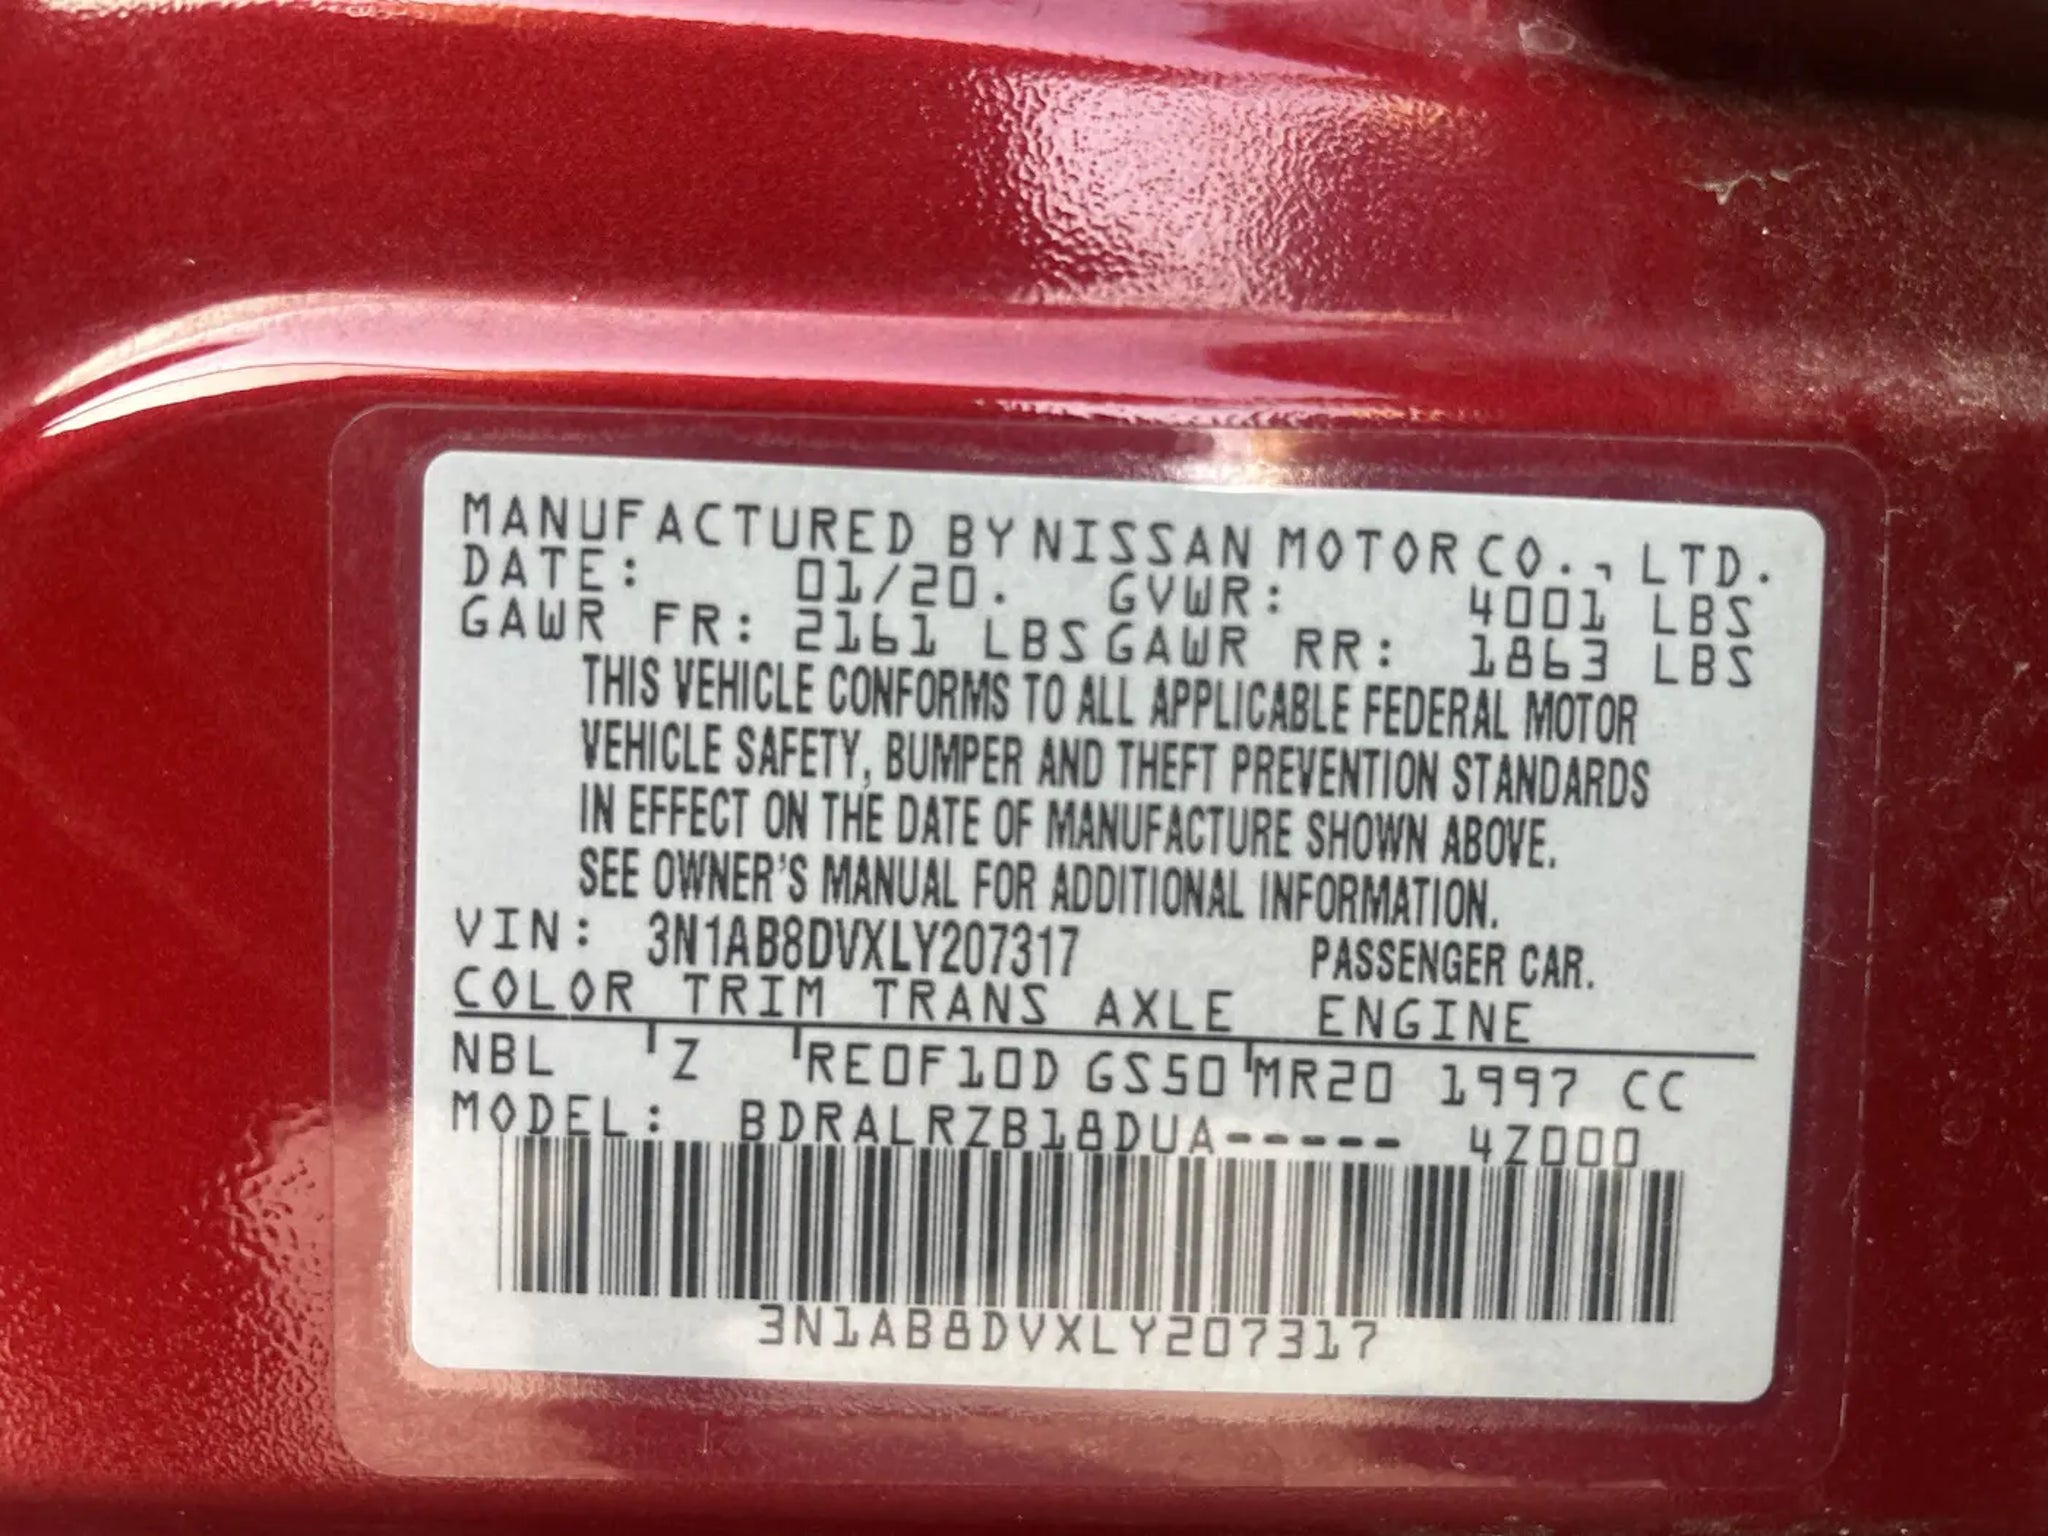 MANUFACTURED BY NISSAN MOTOR CO., LTD.
DATE: 01/20. GVWR: 4001 LBS
GAWR FR: 2161 LBS GAWR RR: 1863 LBS
THIS VEHICLE CONFORMS TO ALL APPLICABLE FEDERAL MOTOR
VEHICLE SAFETY, BUMPER AND THEFT PREVENTION STANDARDS
IN EFFECT ON THE DATE OF MANUFACTURE SHOWN ABOVE.
SEE OWNER'S MANUAL FOR ADDITIONAL INFORMATION.
VIN: 3N1AB8DVXLY207317 PASSENGER CAR.
COLOR TRIM TRANS AXLE ENGINE
NBL Z RE0F10D GS50 MR20 1997 CC
MODEL: BDRALRZB18DUA----- 4Z000
3N1AB8DVXLY207317